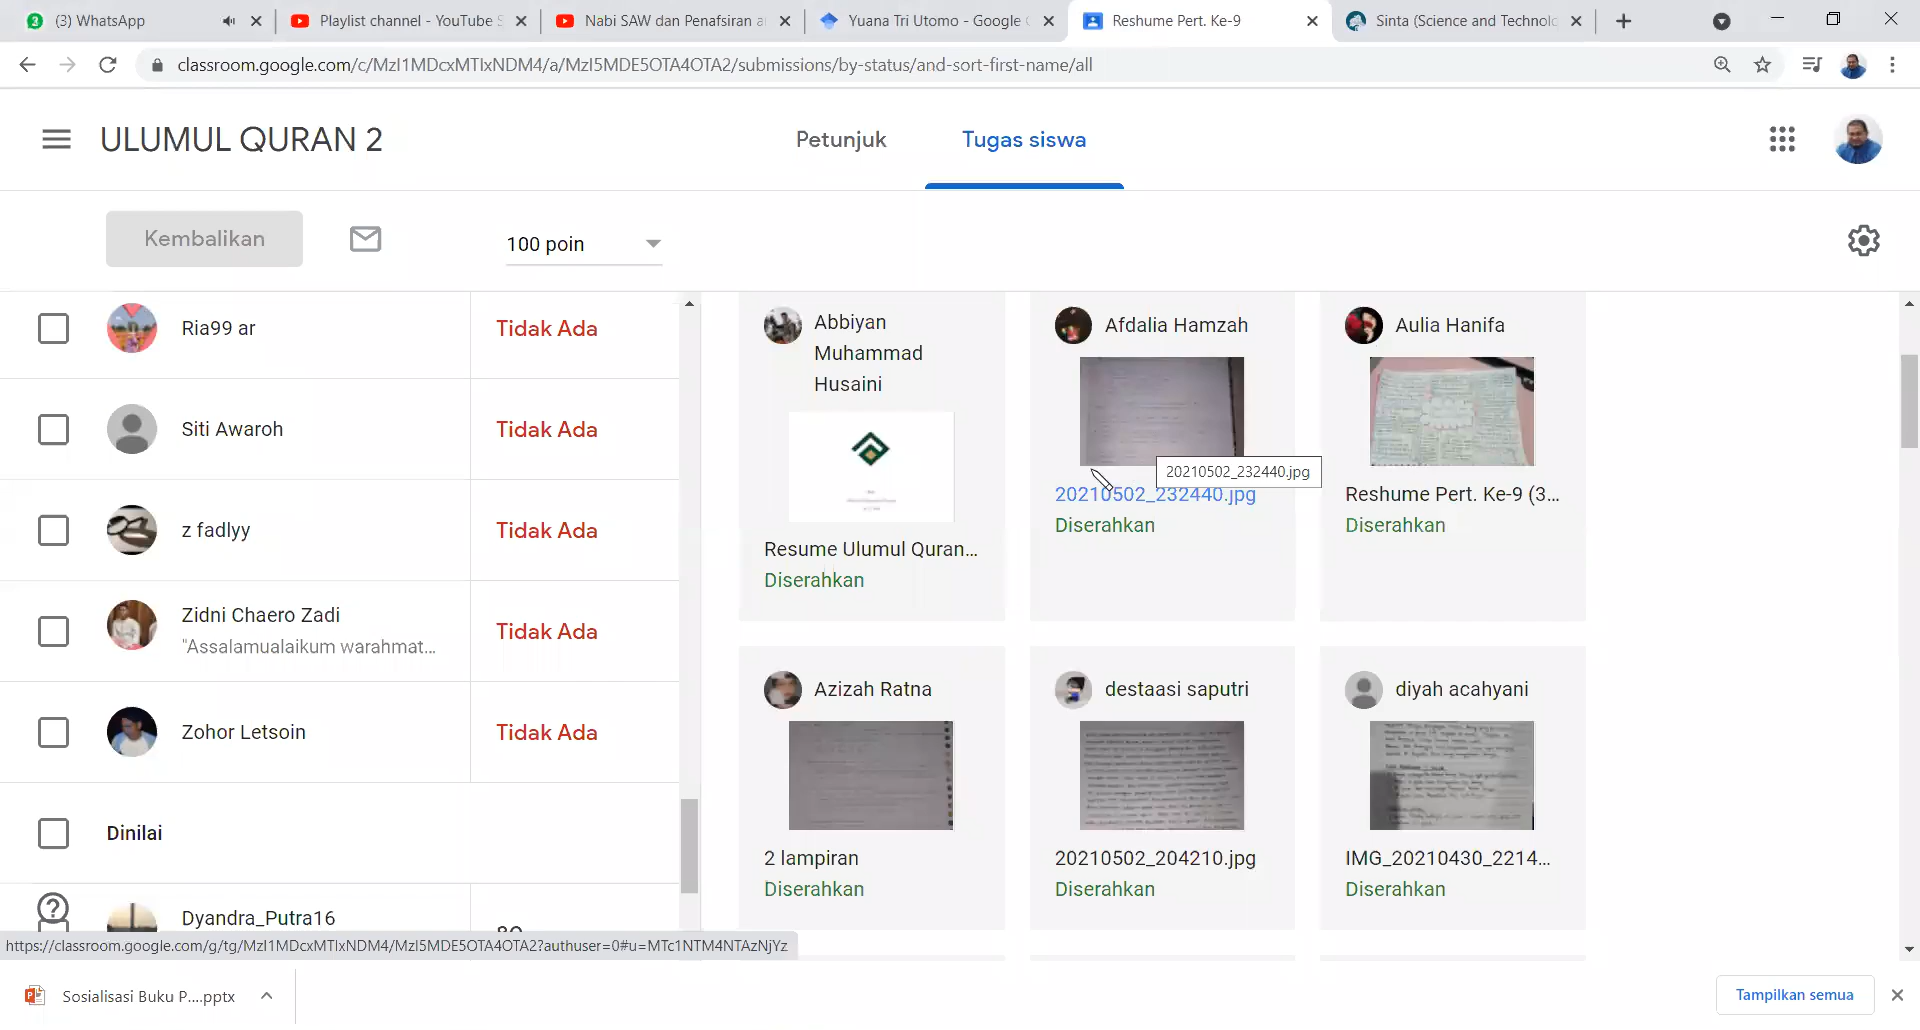 (3) WhatsApp
Playlist channel - YouTube S
Nabi SAW dan Penafsiran a
Yuana Tri Utomo - Google
Reshume Pert. Ke-9
Sinta (Science and Technolo
classroom.google.com/c/MzI1MDcxMTIxNDM4/a/MzI5MDE5OTA4OTA2/submissions/by-status/and-sort-first-name/all
ULUMUL QURAN 2
Petunjuk
Tugas siswa
Kembalikan
100 poin
Ria99 ar
Tidak Ada
Siti Awaroh
Tidak Ada
z fadlyy
Tidak Ada
Zidni Chaero Zadi
"Assalamualaikum warahmat...
Tidak Ada
Zohor Letsoin
Tidak Ada
Dinilai
Dyandra_Putra16
Abbiyan
Muhammad
Husaini
Resume Ulumul Quran...
Diserahkan
Afdalia Hamzah
20210502_232440.jpg
20210502_232440.jpg
Diserahkan
Aulia Hanifa
Reshume Pert. Ke-9 (3...
Diserahkan
Azizah Ratna
2 lampiran
Diserahkan
destaasi saputri
20210502_204210.jpg
Diserahkan
diyah acahyani
IMG_20210430_2214...
Diserahkan
https://classroom.google.com/g/tg/MzI1MDcxMTIxNDM4/MzI5MDE5OTA4OTA2?authuser=0#u=MTc1NTM4NTAzNjYz
Sosialisasi Buku P....pptx
Tampilkan semua